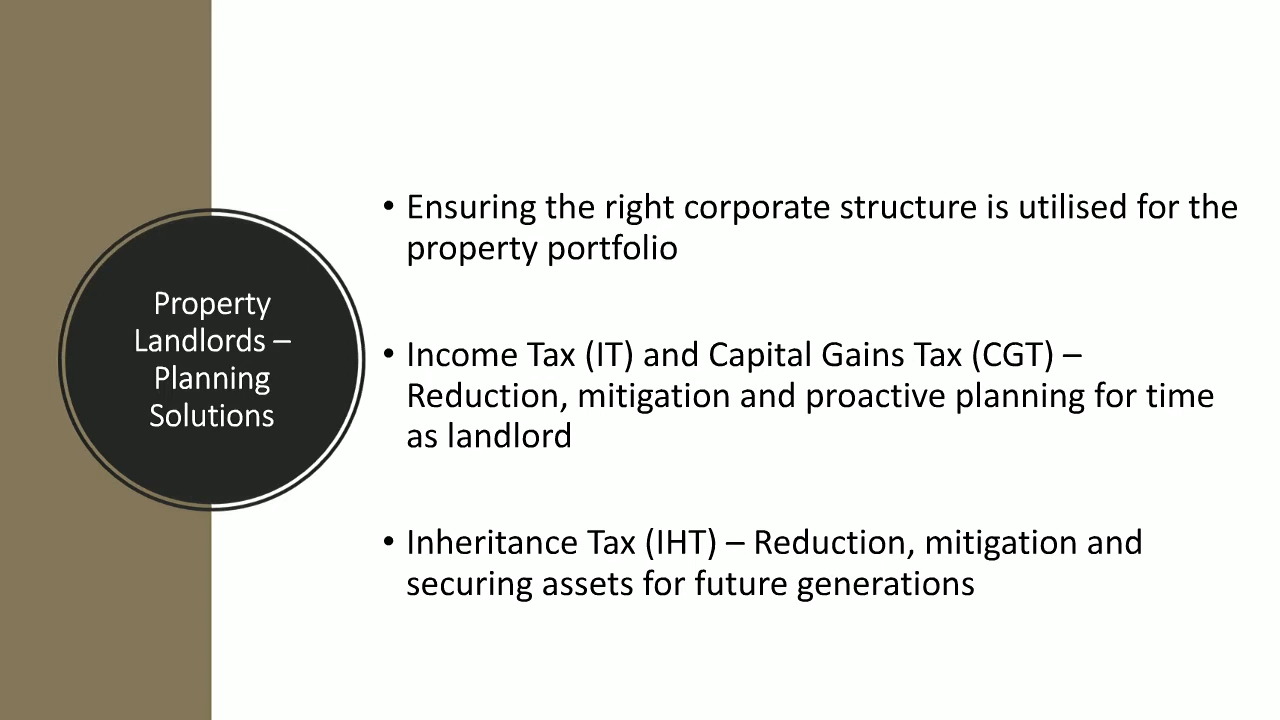 Property
Landlords –
Planning
Solutions
• Ensuring the right corporate structure is utilised for the
property portfolio
• Income Tax (IT) and Capital Gains Tax (CGT) –
Reduction, mitigation and proactive planning for time
as landlord
• Inheritance Tax (IHT) – Reduction, mitigation and
securing assets for future generations